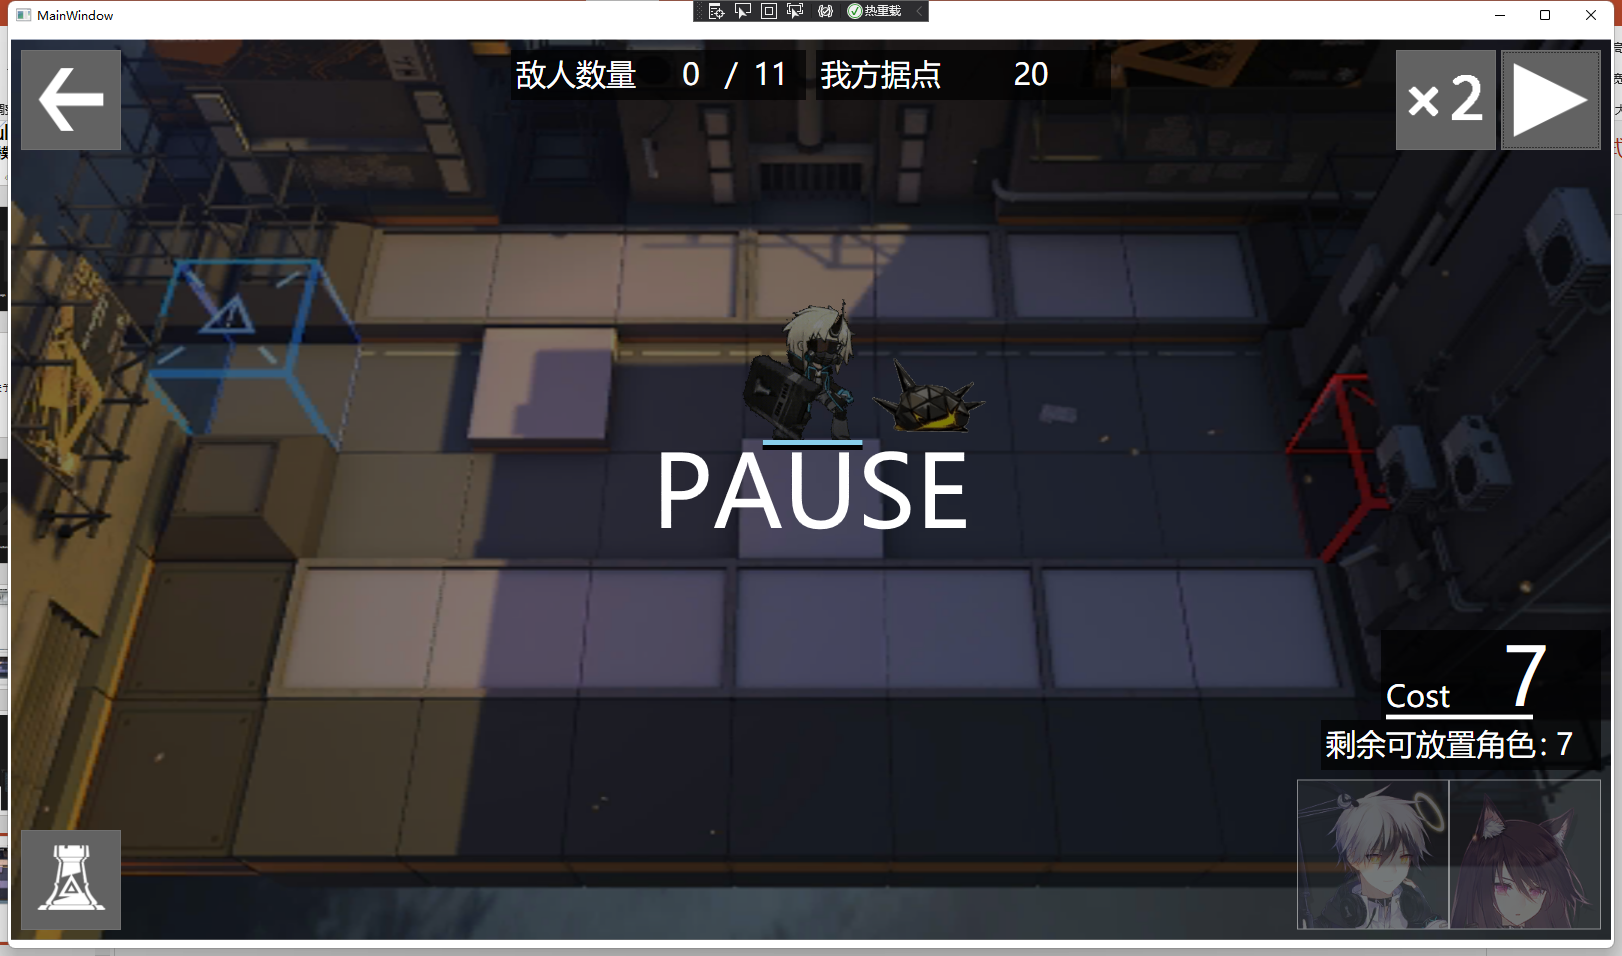 MainWindow
热重载
敌人数量 0 / 11 我方据点 20
×2
PAUSE
Cost 7
剩余可放置角色: 7